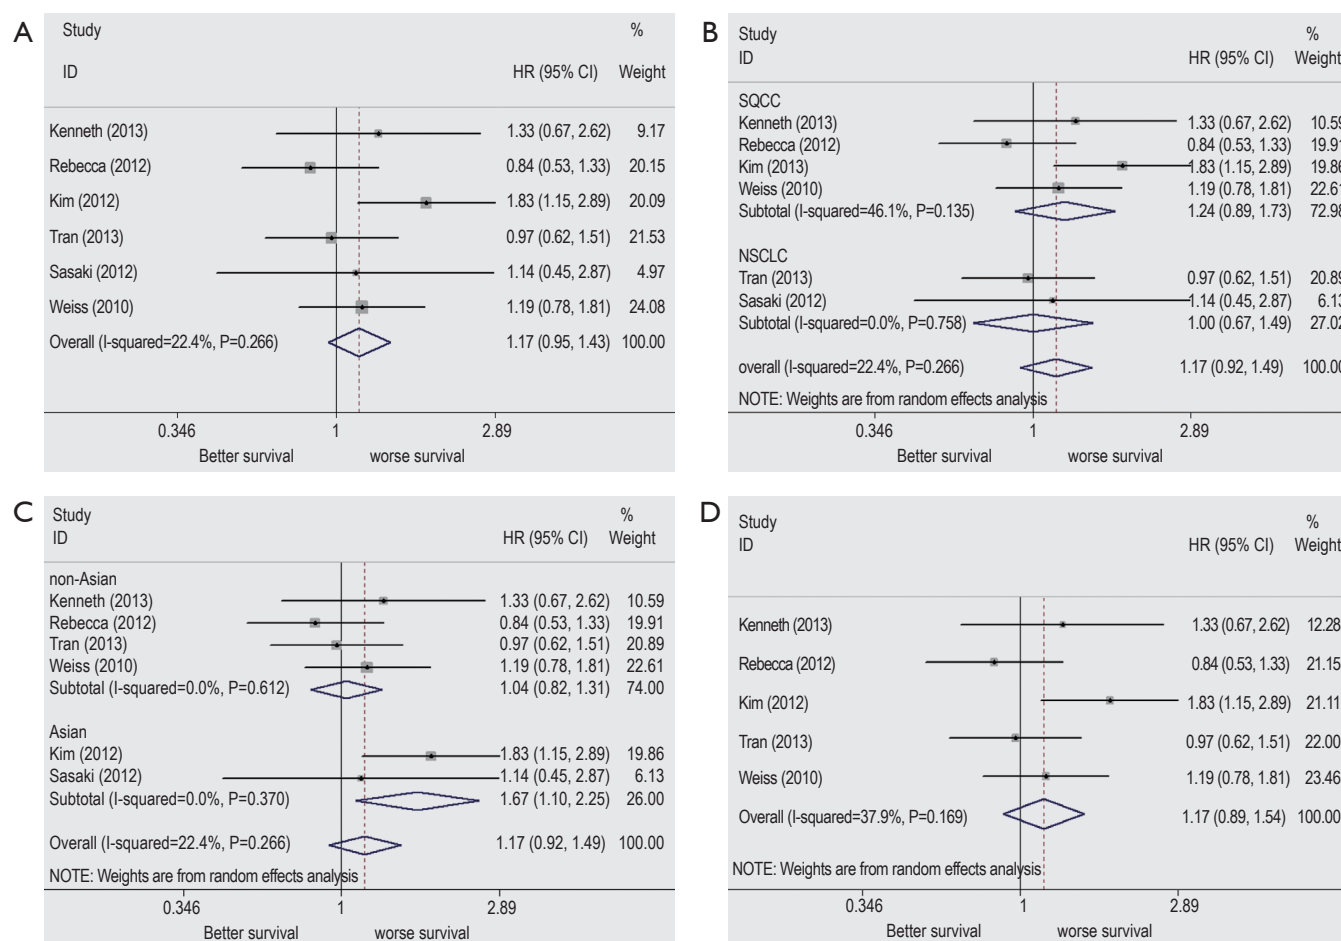 A
Study %
ID HR (95% CI) Weight
Kenneth (2013) 1.33 (0.67, 2.62) 9.17
Rebecca (2012) 0.84 (0.53, 1.33) 20.15
Kim (2012) 1.83 (1.15, 2.89) 20.09
Tran (2013) 0.97 (0.62, 1.51) 21.53
Sasaki (2012) 1.14 (0.45, 2.87) 4.97
Weiss (2010) 1.19 (0.78, 1.81) 24.08
Overall (I-squared=22.4%, P=0.266) 1.17 (0.95, 1.43) 100.00
0.346 1 2.89
Better survival worse survival
B
Study %
ID HR (95% CI) Weight
SQCC
Kenneth (2013) 1.33 (0.67, 2.62) 10.59
Rebecca (2012) 0.84 (0.53, 1.33) 19.91
Kim (2013) 1.83 (1.15, 2.89) 19.86
Weiss (2010) 1.19 (0.78, 1.81) 22.61
Subtotal (I-squared=46.1%, P=0.135) 1.24 (0.89, 1.73) 72.98
NSCLC
Tran (2013) 0.97 (0.62, 1.51) 20.89
Sasaki (2012) 1.14 (0.45, 2.87) 6.13
Subtotal (I-squared=0.0%, P=0.758) 1.00 (0.67, 1.49) 27.02
overall (I-squared=22.4%, P=0.266) 1.17 (0.92, 1.49) 100.00
NOTE: Weights are from random effects analysis
0.346 1 2.89
Better survival worse survival
C
Study %
ID HR (95% CI) Weight
non-Asian
Kenneth (2013) 1.33 (0.67, 2.62) 10.59
Rebecca (2012) 0.84 (0.53, 1.33) 19.91
Tran (2013) 0.97 (0.62, 1.51) 20.89
Weiss (2010) 1.19 (0.78, 1.81) 22.61
Subtotal (I-squared=0.0%, P=0.612) 1.04 (0.82, 1.31) 74.00
Asian
Kim (2012) 1.83 (1.15, 2.89) 19.86
Sasaki (2012) 1.14 (0.45, 2.87) 6.13
Subtotal (I-squared=0.0%, P=0.370) 1.67 (1.10, 2.25) 26.00
Overall (I-squared=22.4%, P=0.266) 1.17 (0.92, 1.49) 100.00
NOTE: Weights are from random effects analysis
0.346 1 2.89
Better survival worse survival
D
Study %
ID HR (95% CI) Weight
Kenneth (2013) 1.33 (0.67, 2.62) 12.28
Rebecca (2012) 0.84 (0.53, 1.33) 21.15
Kim (2012) 1.83 (1.15, 2.89) 21.11
Tran (2013) 0.97 (0.62, 1.51) 22.00
Weiss (2010) 1.19 (0.78, 1.81) 23.46
Overall (I-squared=37.9%, P=0.169) 1.17 (0.89, 1.54) 100.00
NOTE: Weights are from random effects analysis
0.346 1 2.89
Better survival worse survival